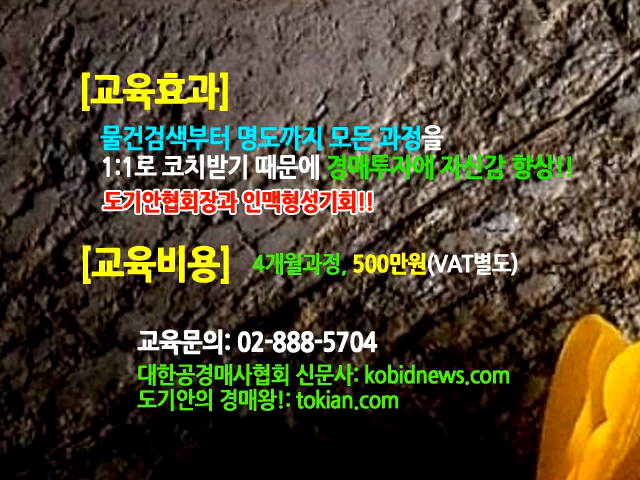 [교육효과]
물건검색부터 명도까지 모든 과정을
1:1로 코치받기 때문에 경매투자에 자신감 향상!!
도기안협회장과 인맥형성기회!!
[교육비용] 4개월과정, 500만원(VAT별도)
교육문의: 02-888-5704
대한공경매사협회 신문사: kobidnews.com
도기안의 경매왕!: tokian.com